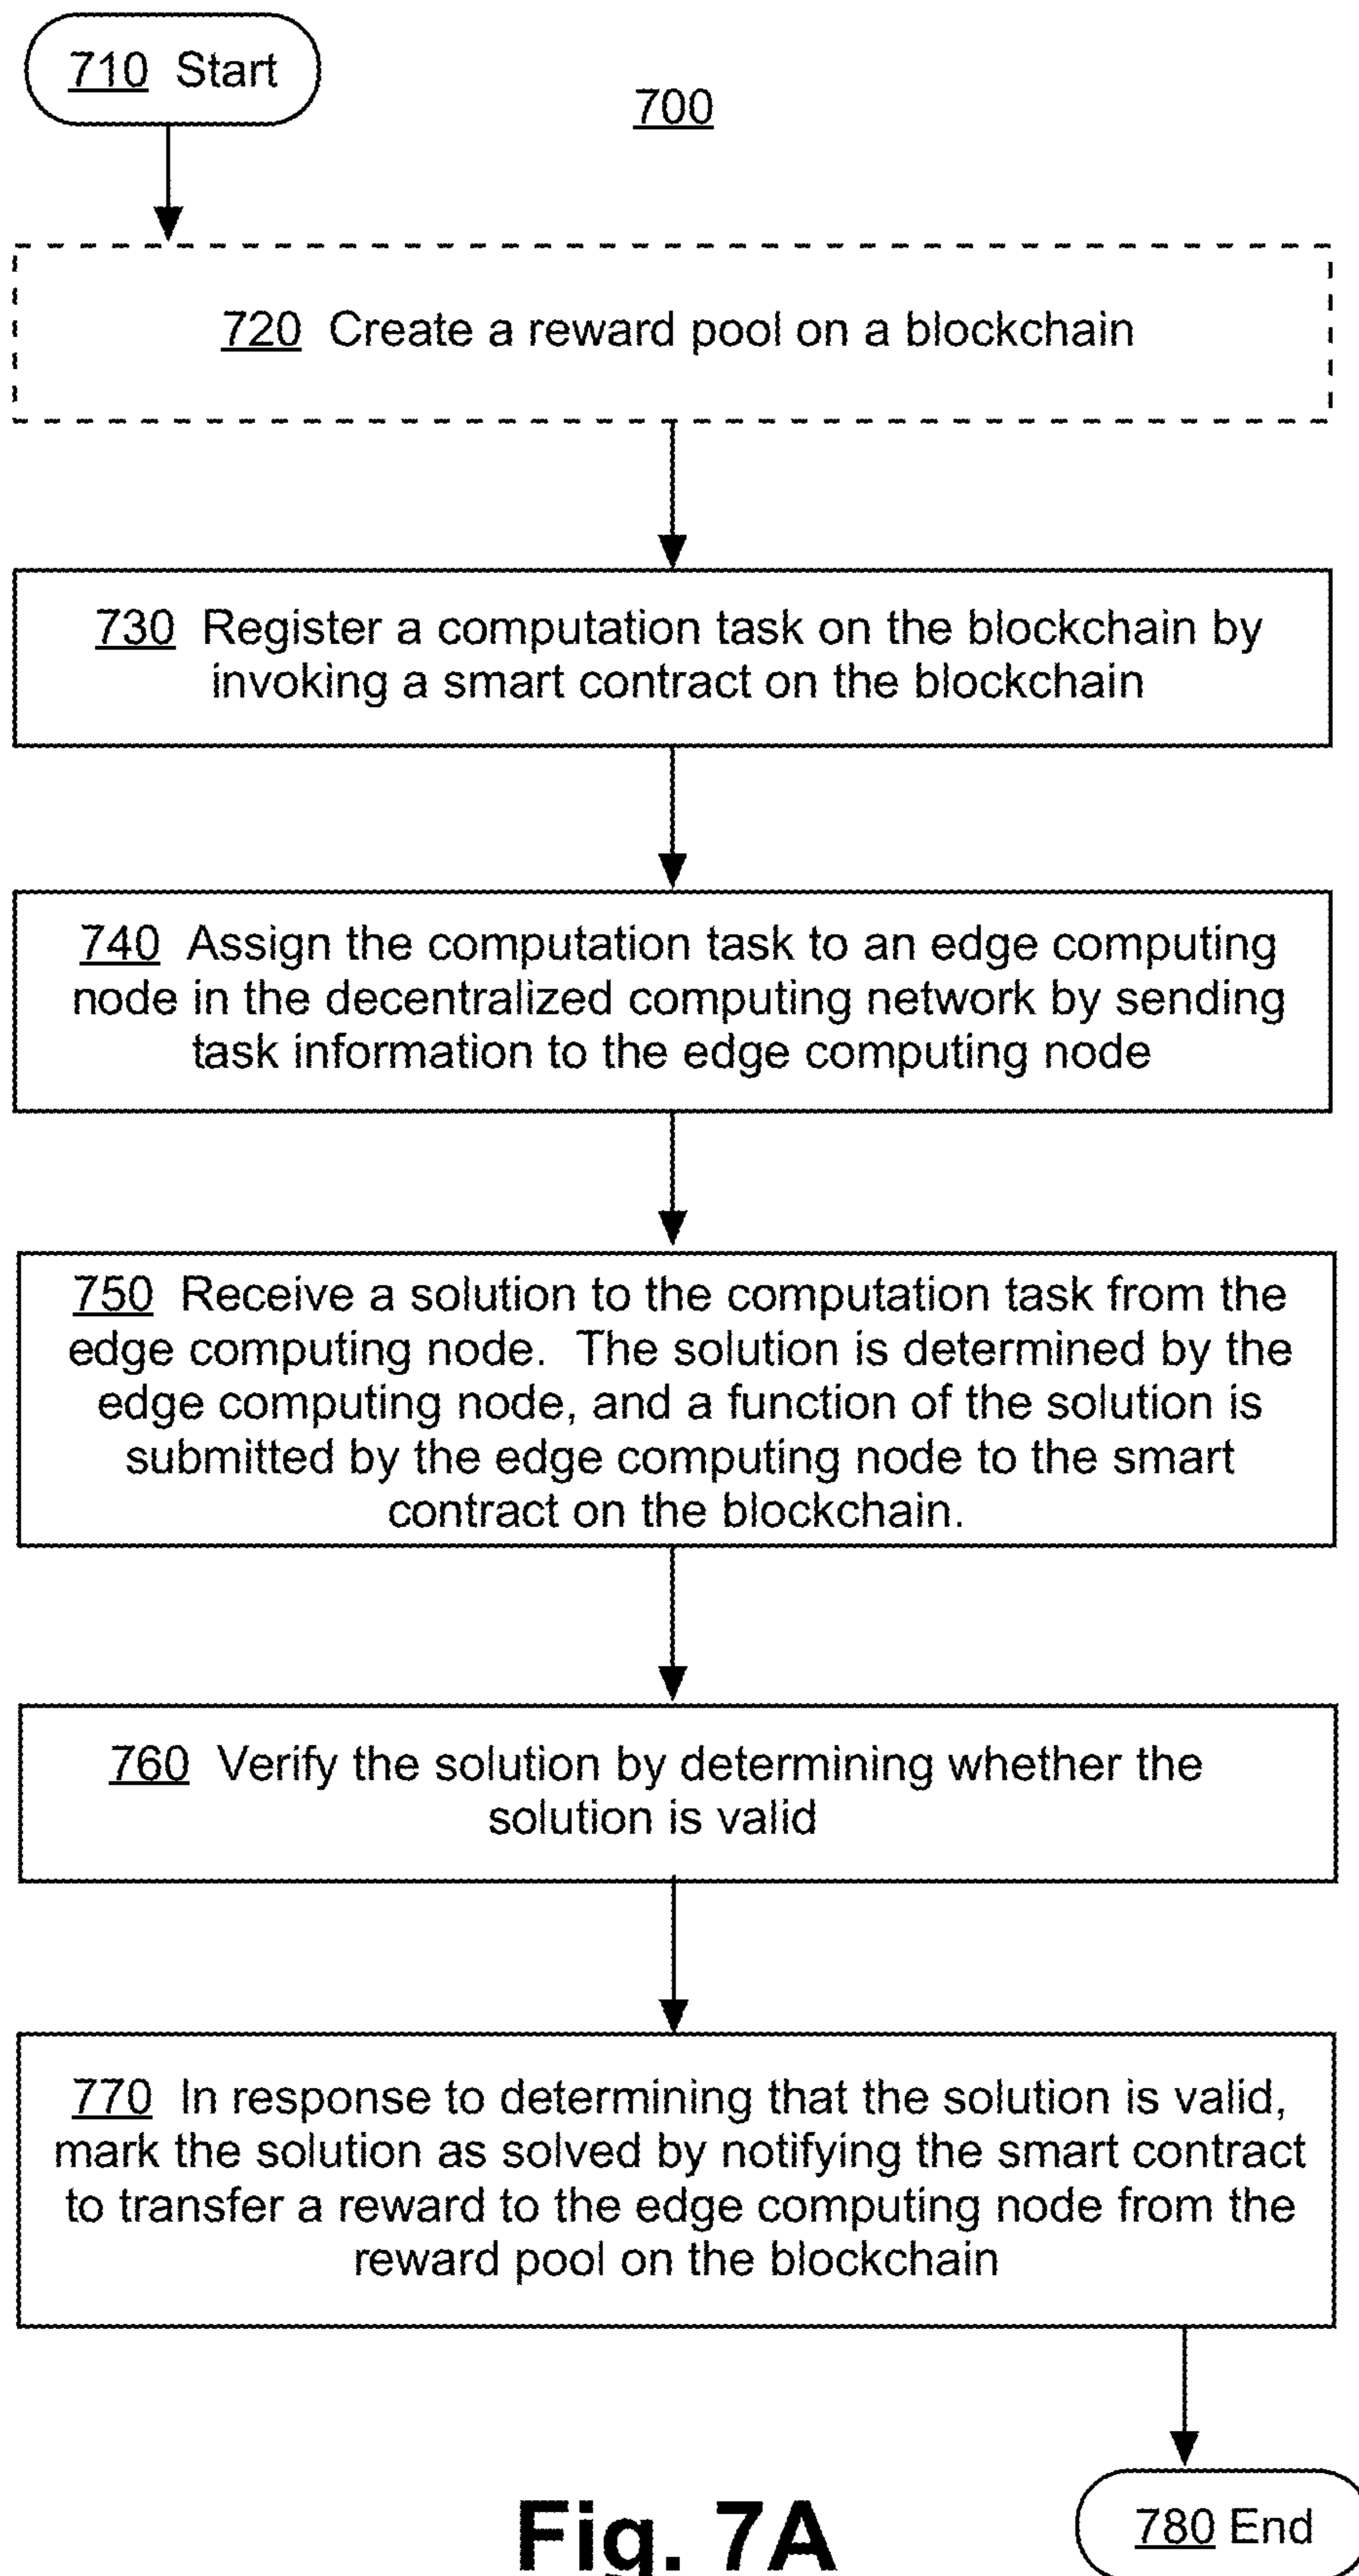 710 Start
700
720 Create a reward pool on a blockchain
730 Register a computation task on the blockchain by
invoking a smart contract on the blockchain
740 Assign the computation task to an edge computing
node in the decentralized computing network by sending
task information to the edge computing node
750 Receive a solution to the computation task from the
edge computing node. The solution is determined by the
edge computing node, and a function of the solution is
submitted by the edge computing node to the smart
contract on the blockchain.
760 Verify the solution by determining whether the
solution is valid
770 In response to determining that the solution is valid,
mark the solution as solved by notifying the smart contract
to transfer a reward to the edge computing node from the
reward pool on the blockchain
780 End
Fig. 7A